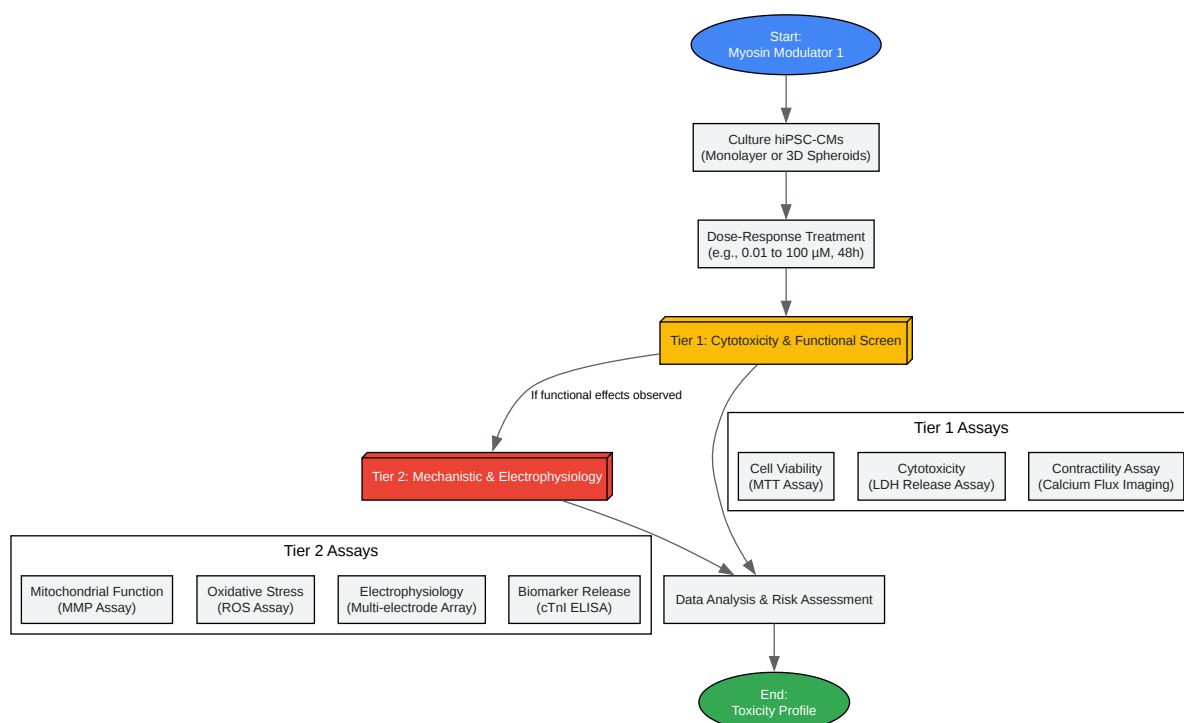 Start:
Myosin Modulator 1
Culture hiPSC-CMs
(Monolayer or 3D Spheroids)
Dose-Response Treatment
(e.g., 0.01 to 100 µM, 48h)
Tier 1: Cytotoxicity & Functional Screen
If functional effects observed
Tier 1 Assays
Cell Viability
(MTT Assay)
Cytotoxicity
(LDH Release Assay)
Contractility Assay
(Calcium Flux Imaging)
Tier 2: Mechanistic & Electrophysiology
Tier 2 Assays
Mitochondrial Function
(MMP Assay)
Oxidative Stress
(ROS Assay)
Electrophysiology
(Multi-electrode Array)
Biomarker Release
(cTnI ELISA)
Data Analysis & Risk Assessment
End:
Toxicity Profile